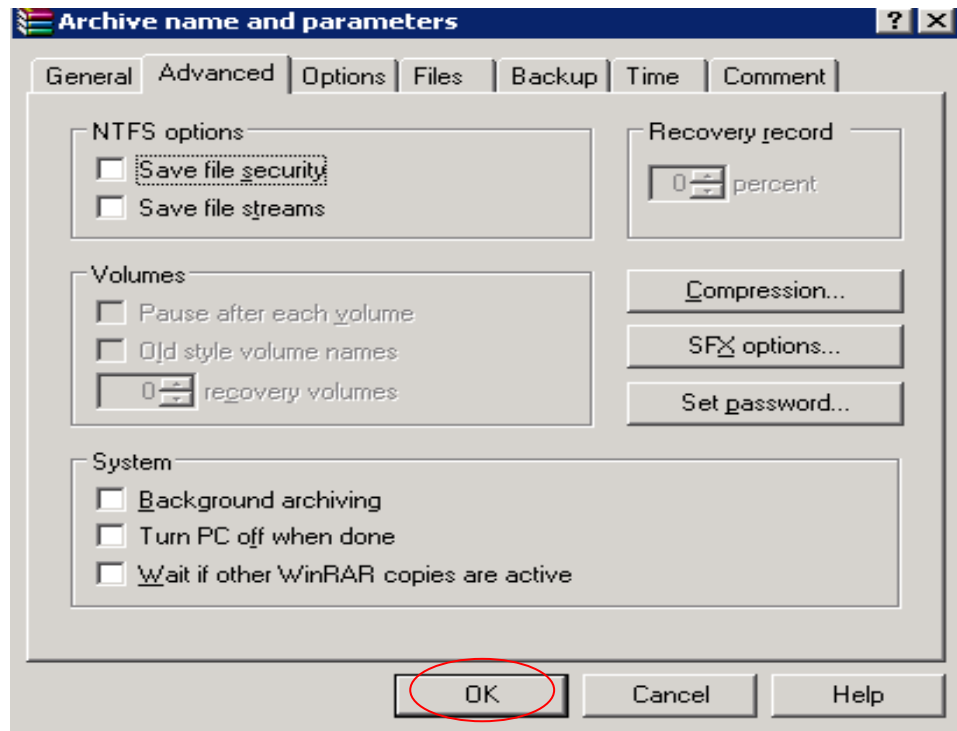 Archive name and parameters
General Advanced Options Files Backup Time Comment
NTFS options
Save file security
Save file streams
Recovery record
0 percent
Volumes
Pause after each volume
Old style volume names
0 recovery volumes
Compression...
SFX options...
Set password...
System
Background archiving
Turn PC off when done
Wait if other WinRAR copies are active
OK Cancel Help